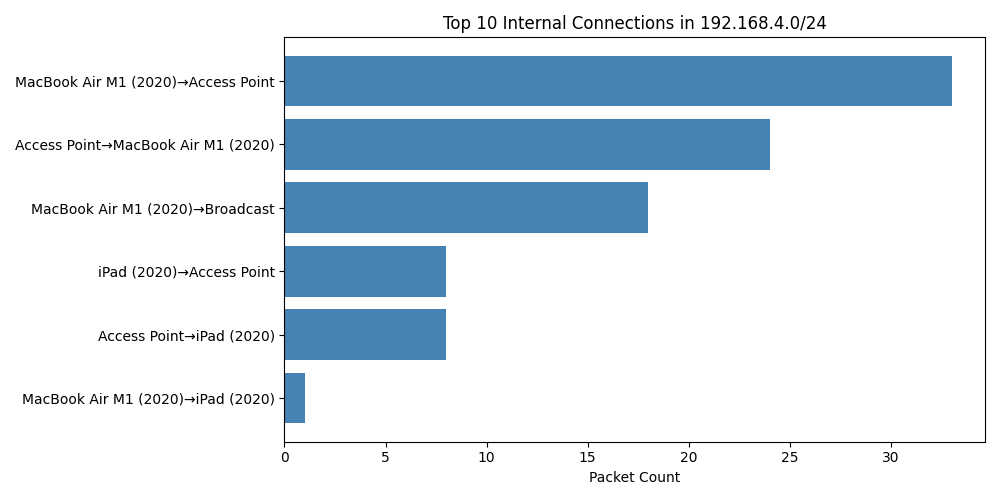 Top 10 Internal Connections in 192.168.4.0/24
MacBook Air M1 (2020)→Access Point
Access Point→MacBook Air M1 (2020)
MacBook Air M1 (2020)→Broadcast
iPad (2020)→Access Point
Access Point→iPad (2020)
MacBook Air M1 (2020)→iPad (2020)
0 5 10 15 20 25 30
Packet Count